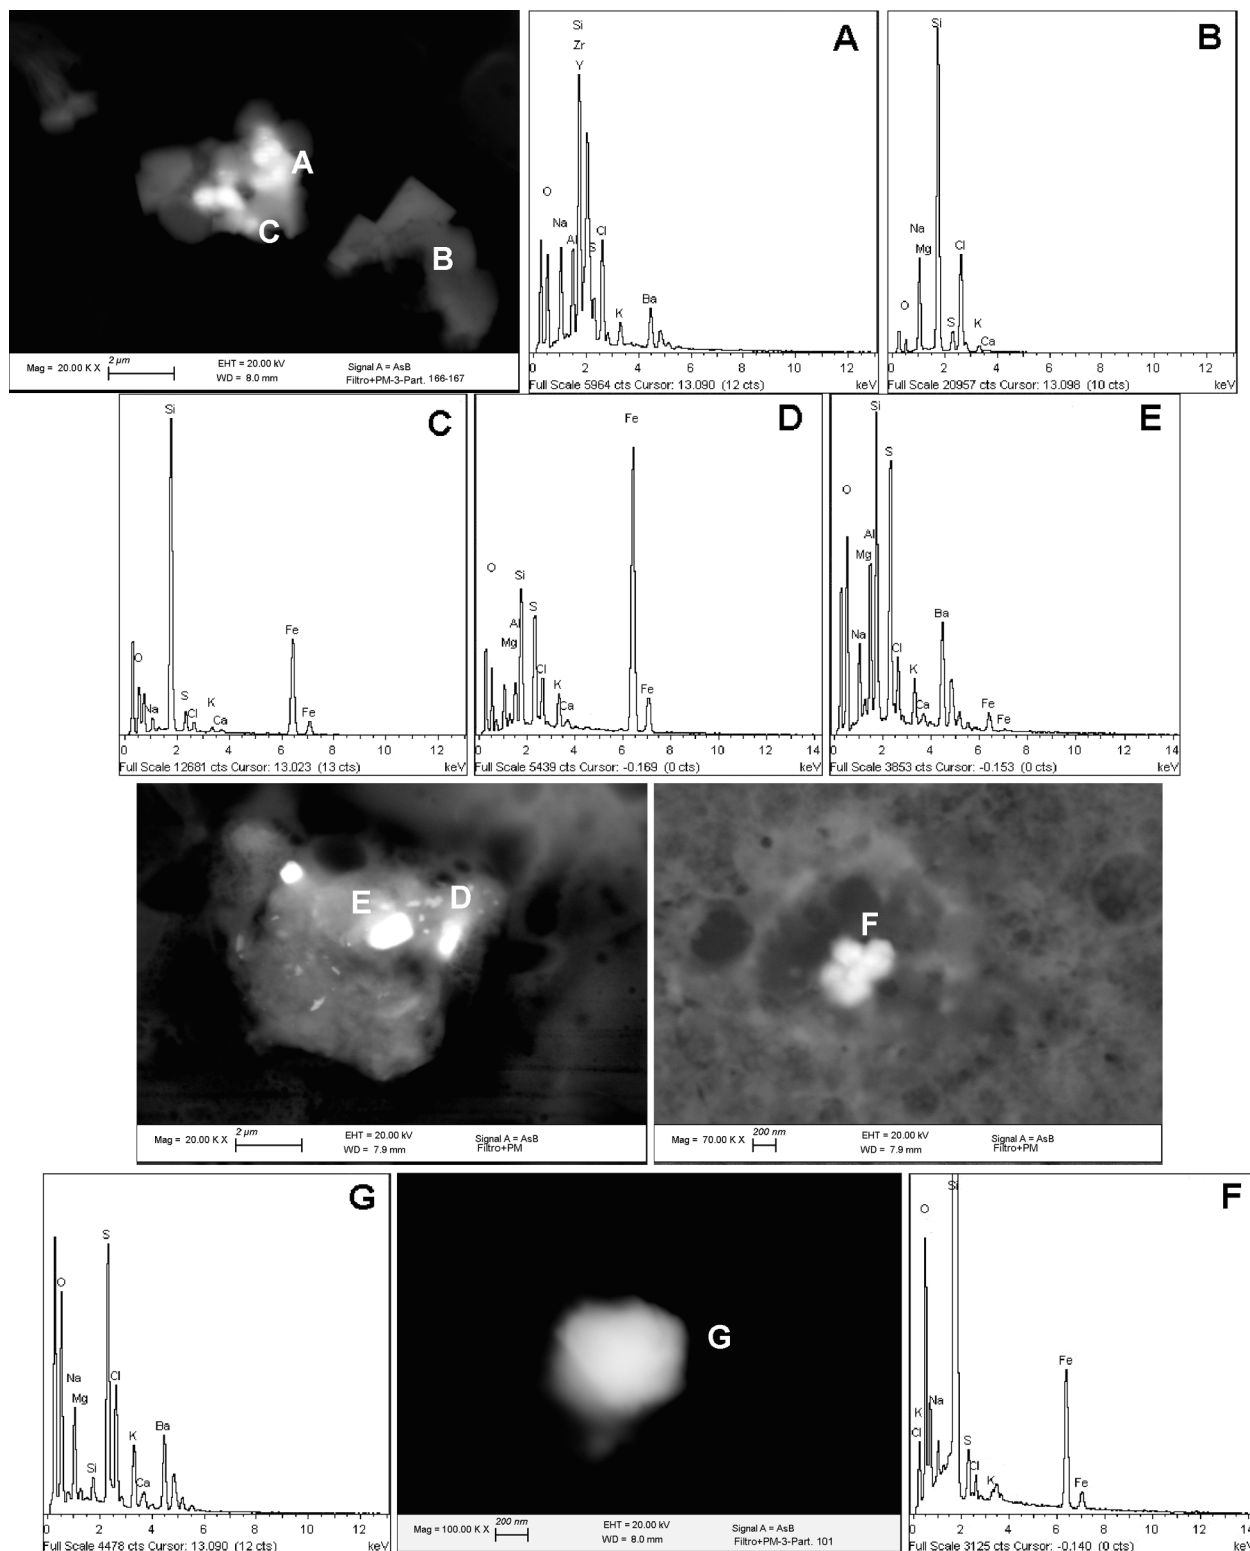 A
C
B
Mag = 20.00 K X
2 µm
EHT = 20.00 kV
WD = 8.0 mm
Signal A = AsB
Filtro+PM-3-Part. 166-167
A
Si
Zr
Y
O
Na
Al
S
Cl
K
Ba
0 2 4 6 8 10 12
Full Scale 5964 cts Cursor: 13.090 (12 cts) keV
B
Si
O
Na
Mg
S
Cl
K
Ca
0 2 4 6 8 10 12
Full Scale 20957 cts Cursor: 13.098 (10 cts) keV
C
Si
O
Na
S
Cl
K
Ca
Fe
Fe
0 2 4 6 8 10 12
Full Scale 12681 cts Cursor: 13.023 (13 cts) keV
D
Fe
O
Si
Al
Mg
S
Cl
K
Ca
Fe
0 2 4 6 8 10 12 14
Full Scale 5439 cts Cursor: -0.169 (0 cts) keV
E
Si
S
O
Al
Mg
Na
Cl
K
Ca
Ba
Fe
Fe
0 2 4 6 8 10 12 14
Full Scale 3853 cts Cursor: -0.153 (0 cts) keV
E
D
Mag = 20.00 K X
2 µm
EHT = 20.00 kV
WD = 7.9 mm
Signal A = AsB
Filtro+PM
F
Mag = 70.00 K X
200 nm
EHT = 20.00 kV
WD = 7.9 mm
Signal A = AsB
Filtro+PM
G
S
O
Na
Mg
Cl
Si
K
Ca
Ba
0 2 4 6 8 10 12
Full Scale 4478 cts Cursor: 13.090 (12 cts) keV
G
Mag = 100.00 K X
200 nm
EHT = 20.00 kV
WD = 8.0 mm
Signal A = AsB
Filtro+PM-3-Part. 101
F
Si
O
K
Cl
Na
S
Cl
K
Fe
Fe
0 2 4 6 8 10 12 14
Full Scale 3125 cts Cursor: -0.140 (0 cts) keV